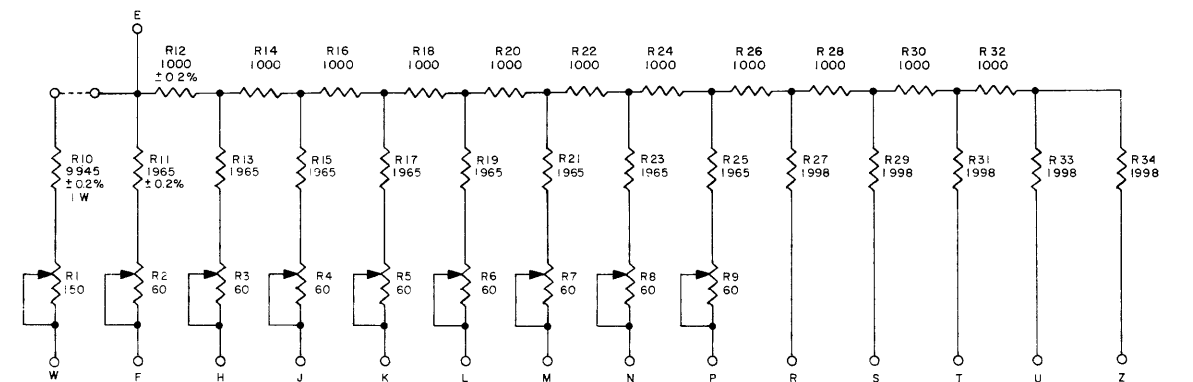 E
R12
1000
±0.2%
R14
1000
R16
1000
R18
1000
R20
1000
R22
1000
R24
1000
R26
1000
R28
1000
R30
1000
R32
1000
R10
9945
±0.2%
1 W
R11
1965
±0.2%
R13
1965
R15
1965
R17
1965
R19
1965
R21
1965
R23
1965
R25
1965
R27
1998
R29
1998
R31
1998
R33
1998
R34
1998
R1
150
R2
60
R3
60
R4
60
R5
60
R6
60
R7
60
R8
60
R9
60
W F H J K L M N P R S T U Z